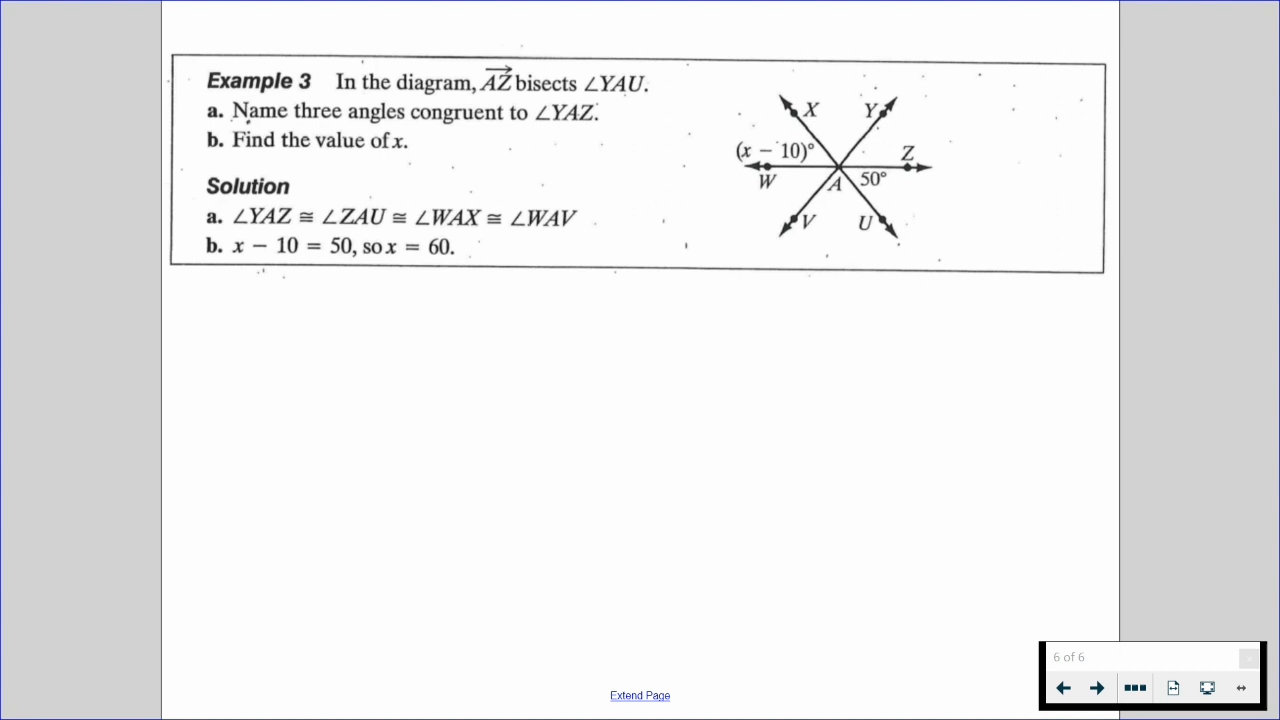 Example 3 In the diagram, AZ bisects ∠YAU.
a. Name three angles congruent to ∠YAZ.
b. Find the value of x.
Solution
a. ∠YAZ ≅ ∠ZAU ≅ ∠WAX ≅ ∠WAV
b. x − 10 = 50, so x = 60.
X Y
(x − 10)° Z
W A 50°
V U
Extend Page
6 of 6